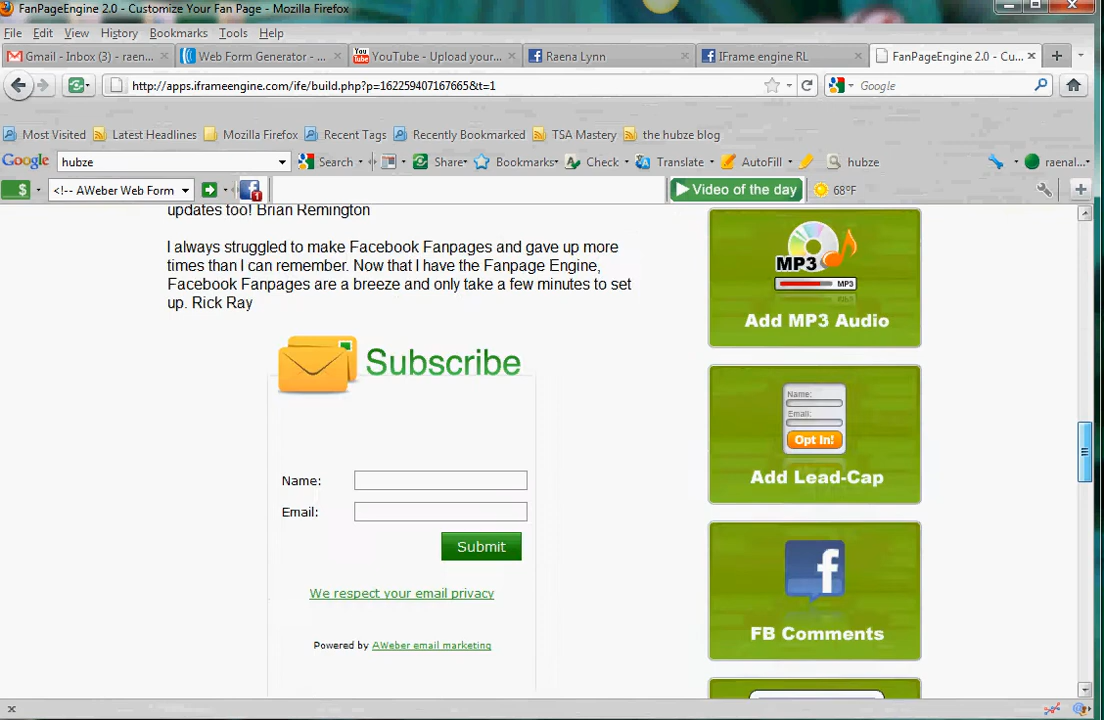 FanPageEngine 2.0 - Customize Your Fan Page - Mozilla Firefox
File Edit View History Bookmarks Tools Help
Gmail - Inbox (3) - raen... Web Form Generator - ... You Tube YouTube - Upload your... Raena Lynn IFrame engine RL FanPageEngine 2.0 - Cu...
http://apps.iframeengine.com/ife/build.php?p=162259407167665&t=1 Google
Most Visited Latest Headlines Mozilla Firefox Recent Tags Recently Bookmarked TSA Mastery the hubze blog
Google hubze Search Share Bookmarks Check Translate AutoFill hubze raenal...
$ <!-- AWeber Web Form 1 Video of the day 68°F
updates too! Brian Remington
I always struggled to make Facebook Fanpages and gave up more
times than I can remember. Now that I have the Fanpage Engine,
Facebook Fanpages are a breeze and only take a few minutes to set
up. Rick Ray
Subscribe
Name:
Email:
Submit
We respect your email privacy
Powered by AWeber email marketing
MP3
MP3
Add MP3 Audio
Name:
Email:
Opt In!
Add Lead-Cap
FB Comments